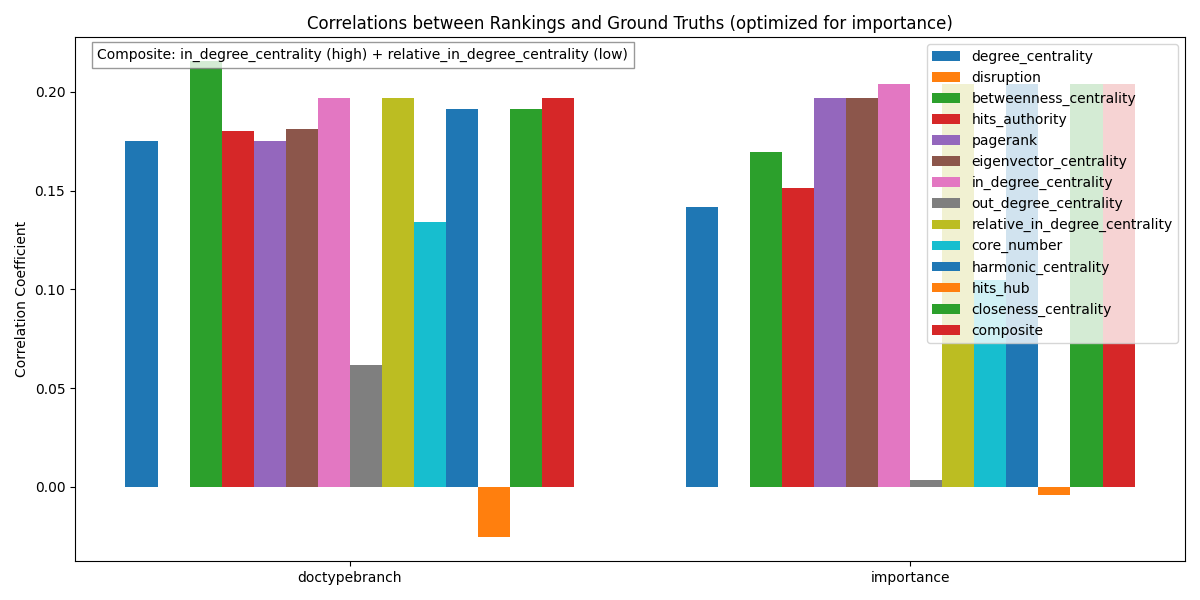 Correlations between Rankings and Ground Truths (optimized for importance)
Composite: in_degree_centrality (high) + relative_in_degree_centrality (low)
degree_centrality
disruption
betweenness_centrality
hits_authority
pagerank
eigenvector_centrality
in_degree_centrality
out_degree_centrality
relative_in_degree_centrality
core_number
harmonic_centrality
hits_hub
closeness_centrality
composite
Correlation Coefficient
0.20
0.15
0.10
0.05
0.00
doctypebranch
importance